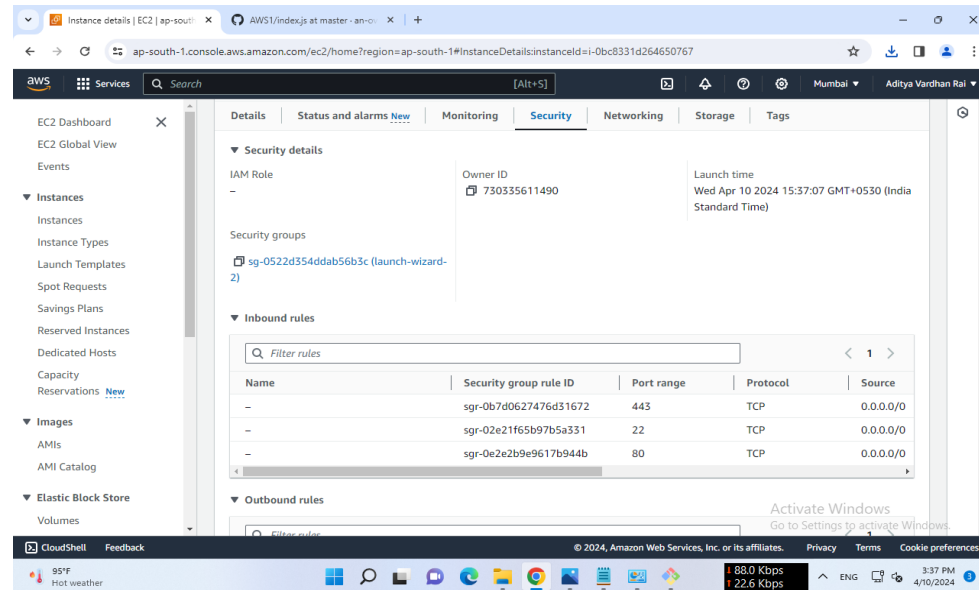 Instance details | EC2 | ap-south
AWS1/index.js at master · an-ov
ap-south-1.console.aws.amazon.com/ec2/home?region=ap-south-1#InstanceDetails:instanceId=i-0bc8331d264650767
aws
Services
Search
[Alt+S]
Mumbai
Aditya Vardhan Rai
EC2 Dashboard
EC2 Global View
Events
Instances
Instances
Instance Types
Launch Templates
Spot Requests
Savings Plans
Reserved Instances
Dedicated Hosts
Capacity
Reservations New
Images
AMIs
AMI Catalog
Elastic Block Store
Volumes
Details Status and alarms New Monitoring Security Networking Storage Tags
Security details
IAM Role
–
Owner ID
730335611490
Launch time
Wed Apr 10 2024 15:37:07 GMT+0530 (India
Standard Time)
Security groups
sg-0522d354ddab56b3c (launch-wizard-
2)
Inbound rules
Filter rules
1
Name Security group rule ID Port range Protocol Source
– sgr-0b7d0627476d31672 443 TCP 0.0.0.0/0
– sgr-02e21f65b97b5a331 22 TCP 0.0.0.0/0
– sgr-0e2e2b9e9617b944b 80 TCP 0.0.0.0/0
Outbound rules
Filter rules
1
Activate Windows
Go to Settings to activate Windows.
CloudShell Feedback
© 2024, Amazon Web Services, Inc. or its affiliates. Privacy Terms Cookie preferences
95°F
Hot weather
88.0 Kbps
22.6 Kbps
ENG
3:37 PM
4/10/2024
3